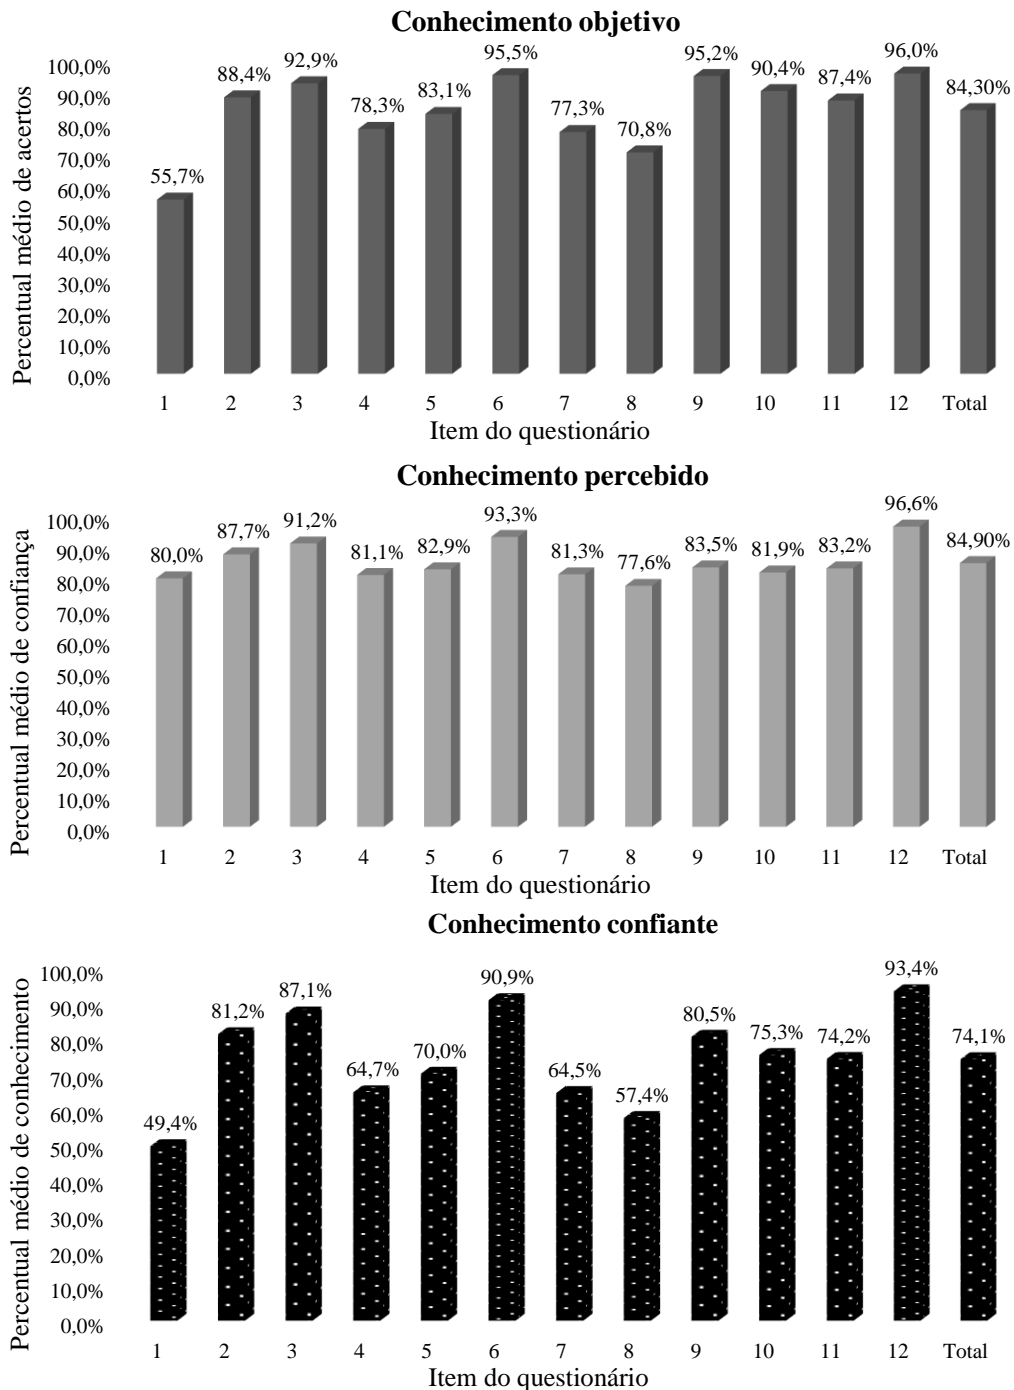 Conhecimento objetivo
Percentual médio de acertos
100,0%
90,0%
80,0%
70,0%
60,0%
50,0%
40,0%
30,0%
20,0%
10,0%
0,0%
55,7% 88,4% 92,9% 78,3% 83,1% 95,5% 77,3% 70,8% 95,2% 90,4% 87,4% 96,0% 84,30%
1 2 3 4 5 6 7 8 9 10 11 12 Total
Item do questionário
Conhecimento percebido
Percentual médio de confiança
100,0%
90,0%
80,0%
70,0%
60,0%
50,0%
40,0%
30,0%
20,0%
10,0%
0,0%
80,0% 87,7% 91,2% 81,1% 82,9% 93,3% 81,3% 77,6% 83,5% 81,9% 83,2% 96,6% 84,90%
1 2 3 4 5 6 7 8 9 10 11 12 Total
Item do questionário
Conhecimento confiante
Percentual médio de conhecimento
100,0%
90,0%
80,0%
70,0%
60,0%
50,0%
40,0%
30,0%
20,0%
10,0%
0,0%
49,4% 81,2% 87,1% 64,7% 70,0% 90,9% 64,5% 57,4% 80,5% 75,3% 74,2% 93,4% 74,1%
1 2 3 4 5 6 7 8 9 10 11 12 Total
Item do questionário